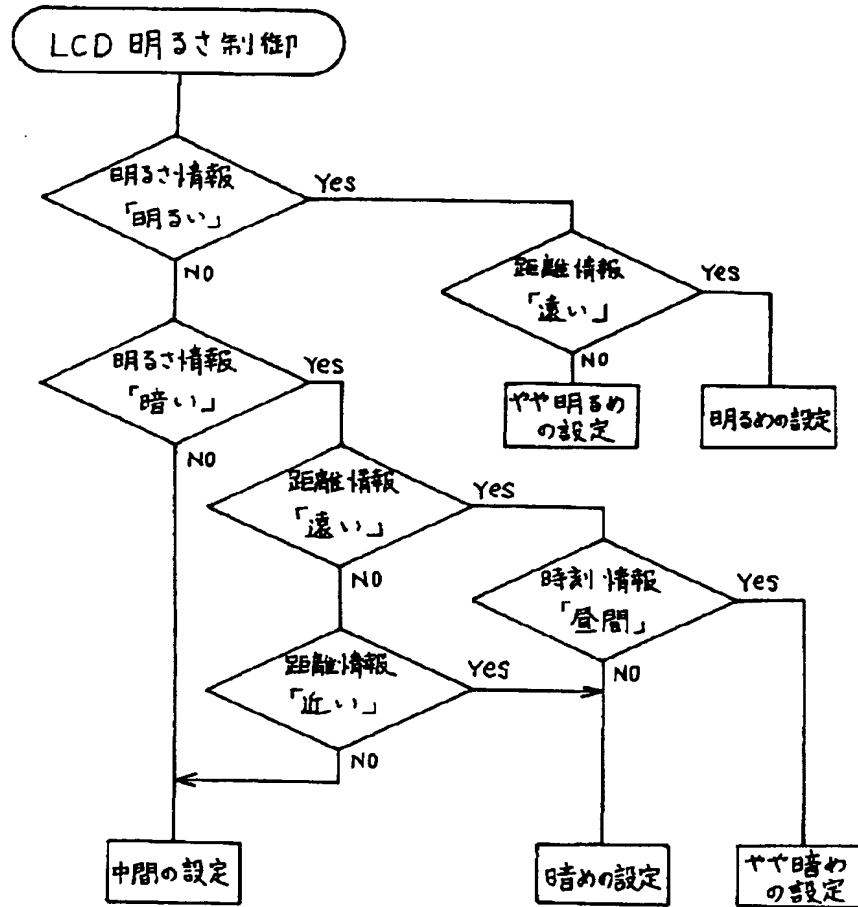 LCD 明るさ制御
明るさ情報
「明るい」
Yes
NO
距離情報
「遠い」
Yes
NO
やや明るめ
の設定
明るめの設定
明るさ情報
「暗い」
Yes
NO
距離情報
「遠い」
Yes
NO
時刻情報
「昼間」
Yes
NO
距離情報
「近い」
Yes
NO
中間の設定
暗めの設定
やや暗め
の設定